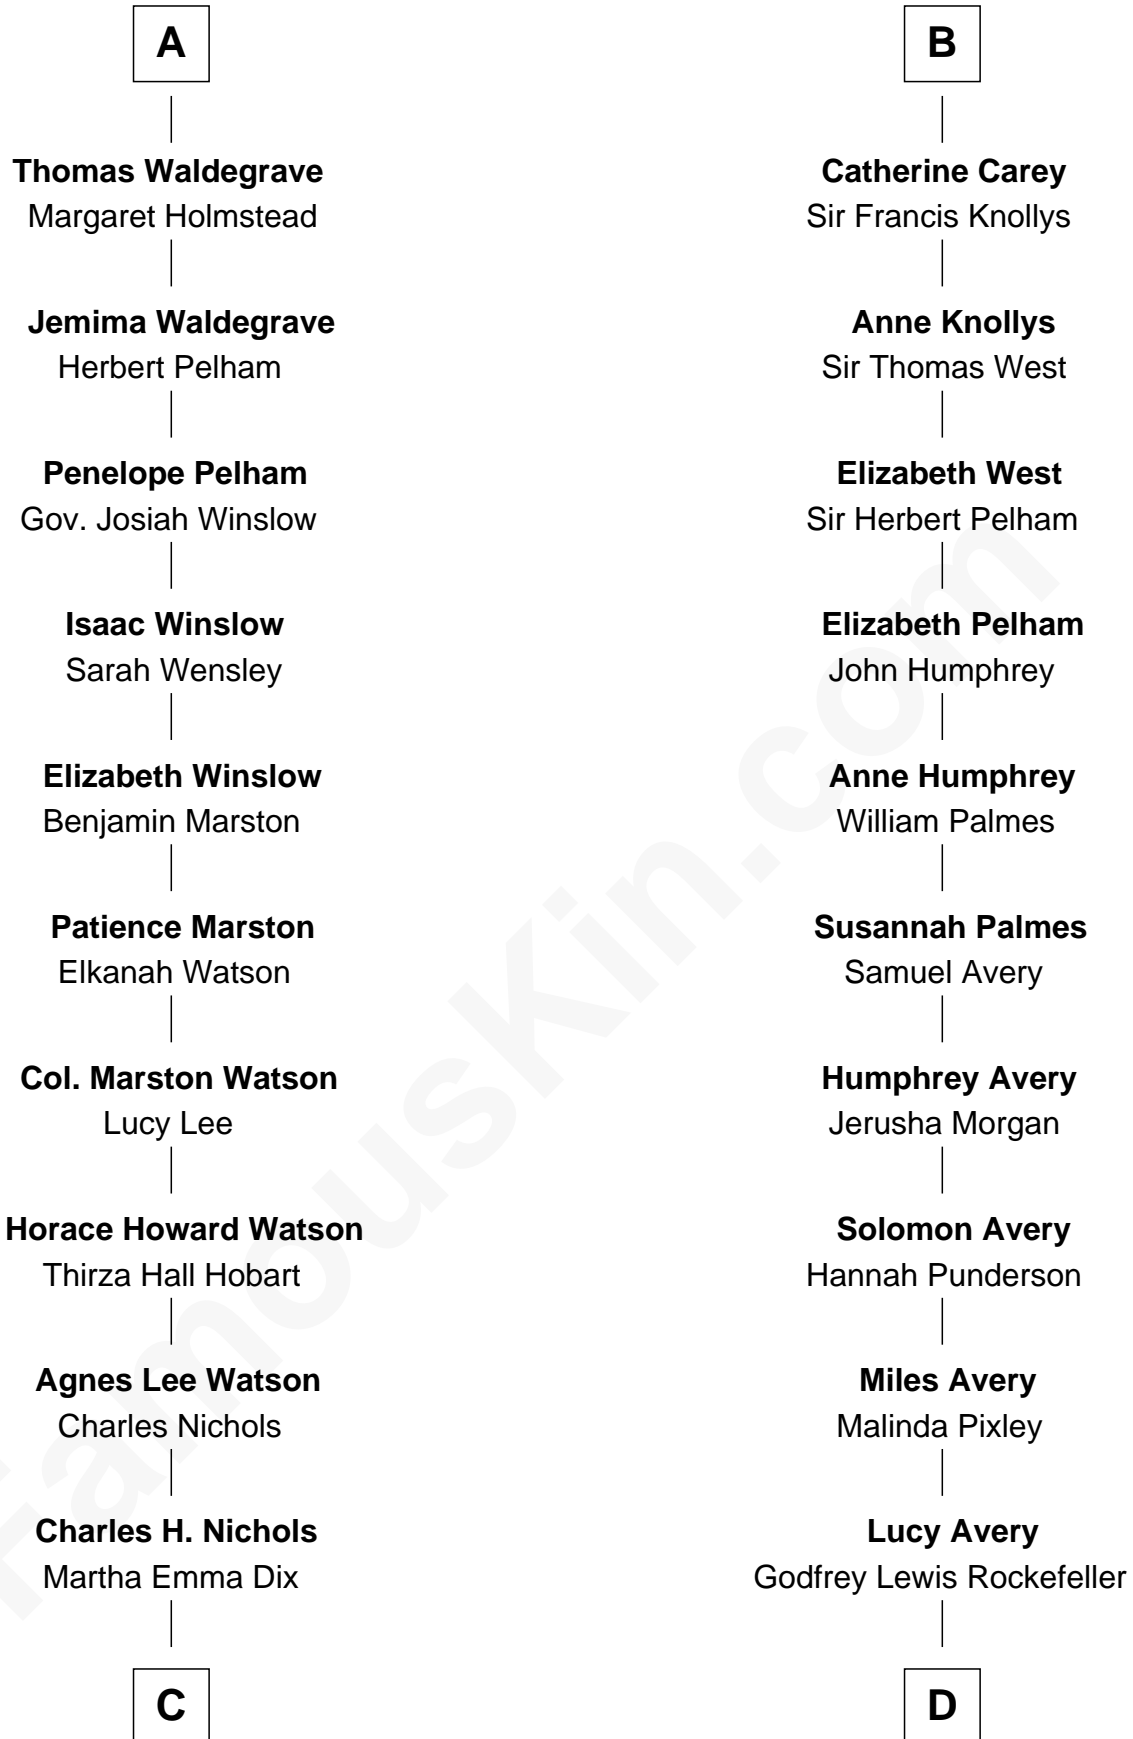 A
Thomas Waldegrave
Margaret Holmstead
Jemima Waldegrave
Herbert Pelham
Penelope Pelham
Gov. Josiah Winslow
Isaac Winslow
Sarah Wensley
Elizabeth Winslow
Benjamin Marston
Patience Marston
Elkanah Watson
Col. Marston Watson
Lucy Lee
Horace Howard Watson
Thirza Hall Hobart
Agnes Lee Watson
Charles Nichols
Charles H. Nichols
Martha Emma Dix
C
B
Catherine Carey
Sir Francis Knollys
Anne Knollys
Sir Thomas West
Elizabeth West
Sir Herbert Pelham
Elizabeth Pelham
John Humphrey
Anne Humphrey
William Palmes
Susannah Palmes
Samuel Avery
Humphrey Avery
Jerusha Morgan
Solomon Avery
Hannah Punderson
Miles Avery
Malinda Pixley
Lucy Avery
Godfrey Lewis Rockefeller
D
FamousKin.com